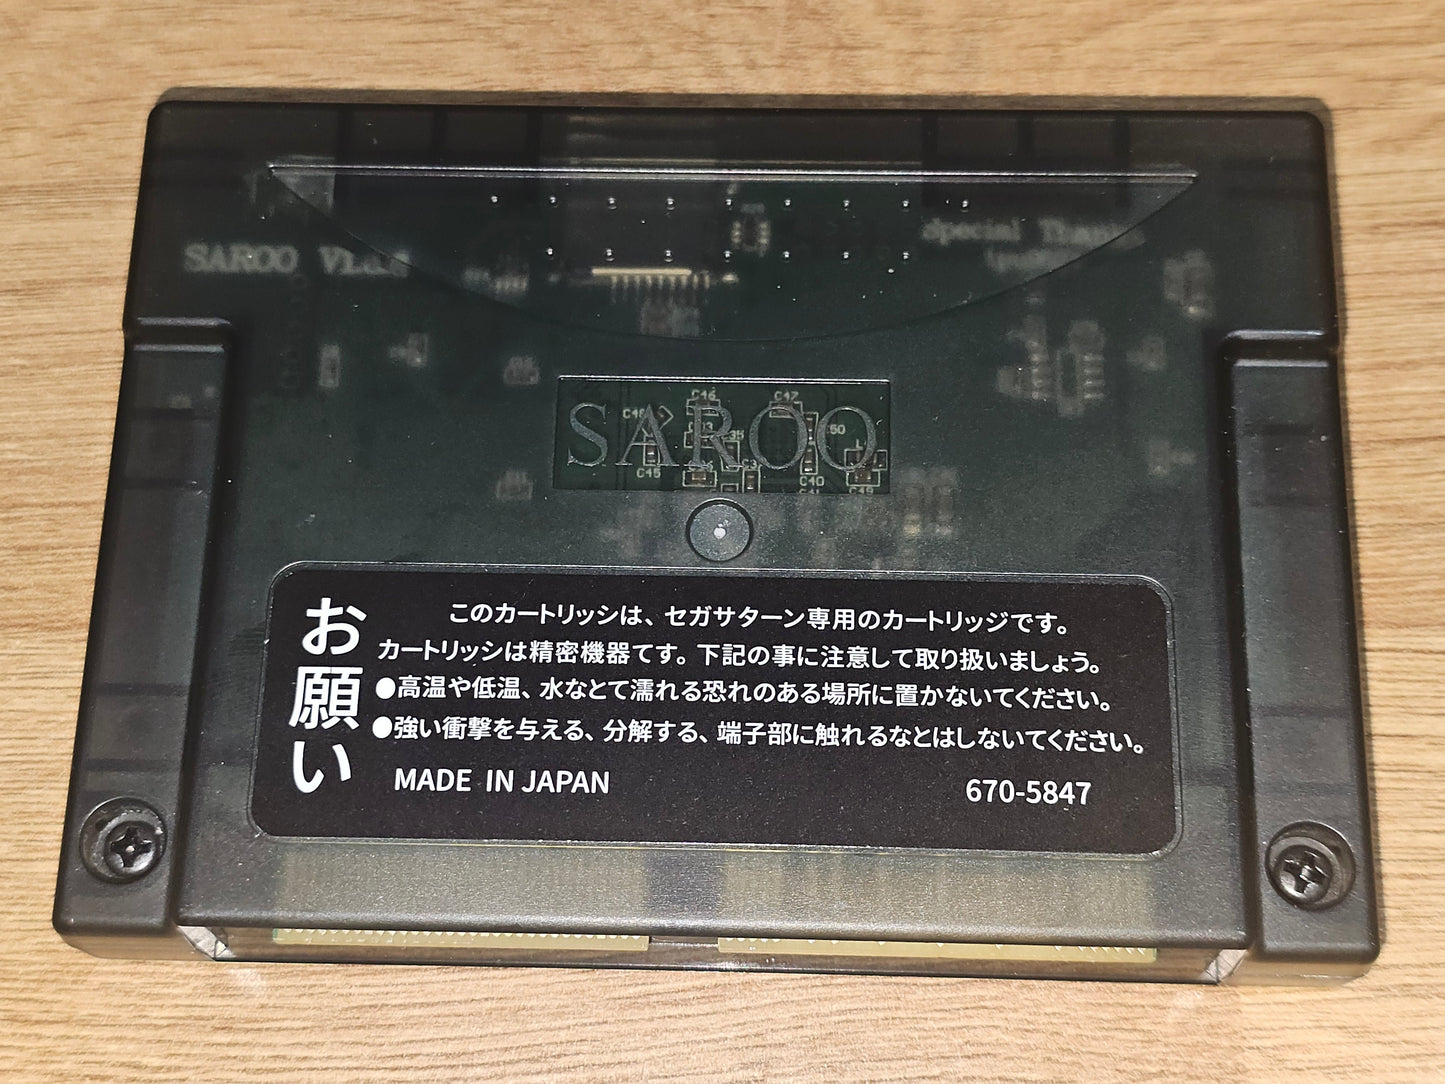 SAROO
C46
C47
SAROO
C45
C40
C49
お願い
このカートリッシは、セガサターン専用のカートリッジです。
カートリッシは精密機器てす。下記の事に注意して取り扱いましょう。
●高温や低温、水なとて濡れる恐れのある場所に置かないてください。
●強い衝撃を与える、分解する、端子部に触れるなとはしないてください。
MADE IN JAPAN
670-5847